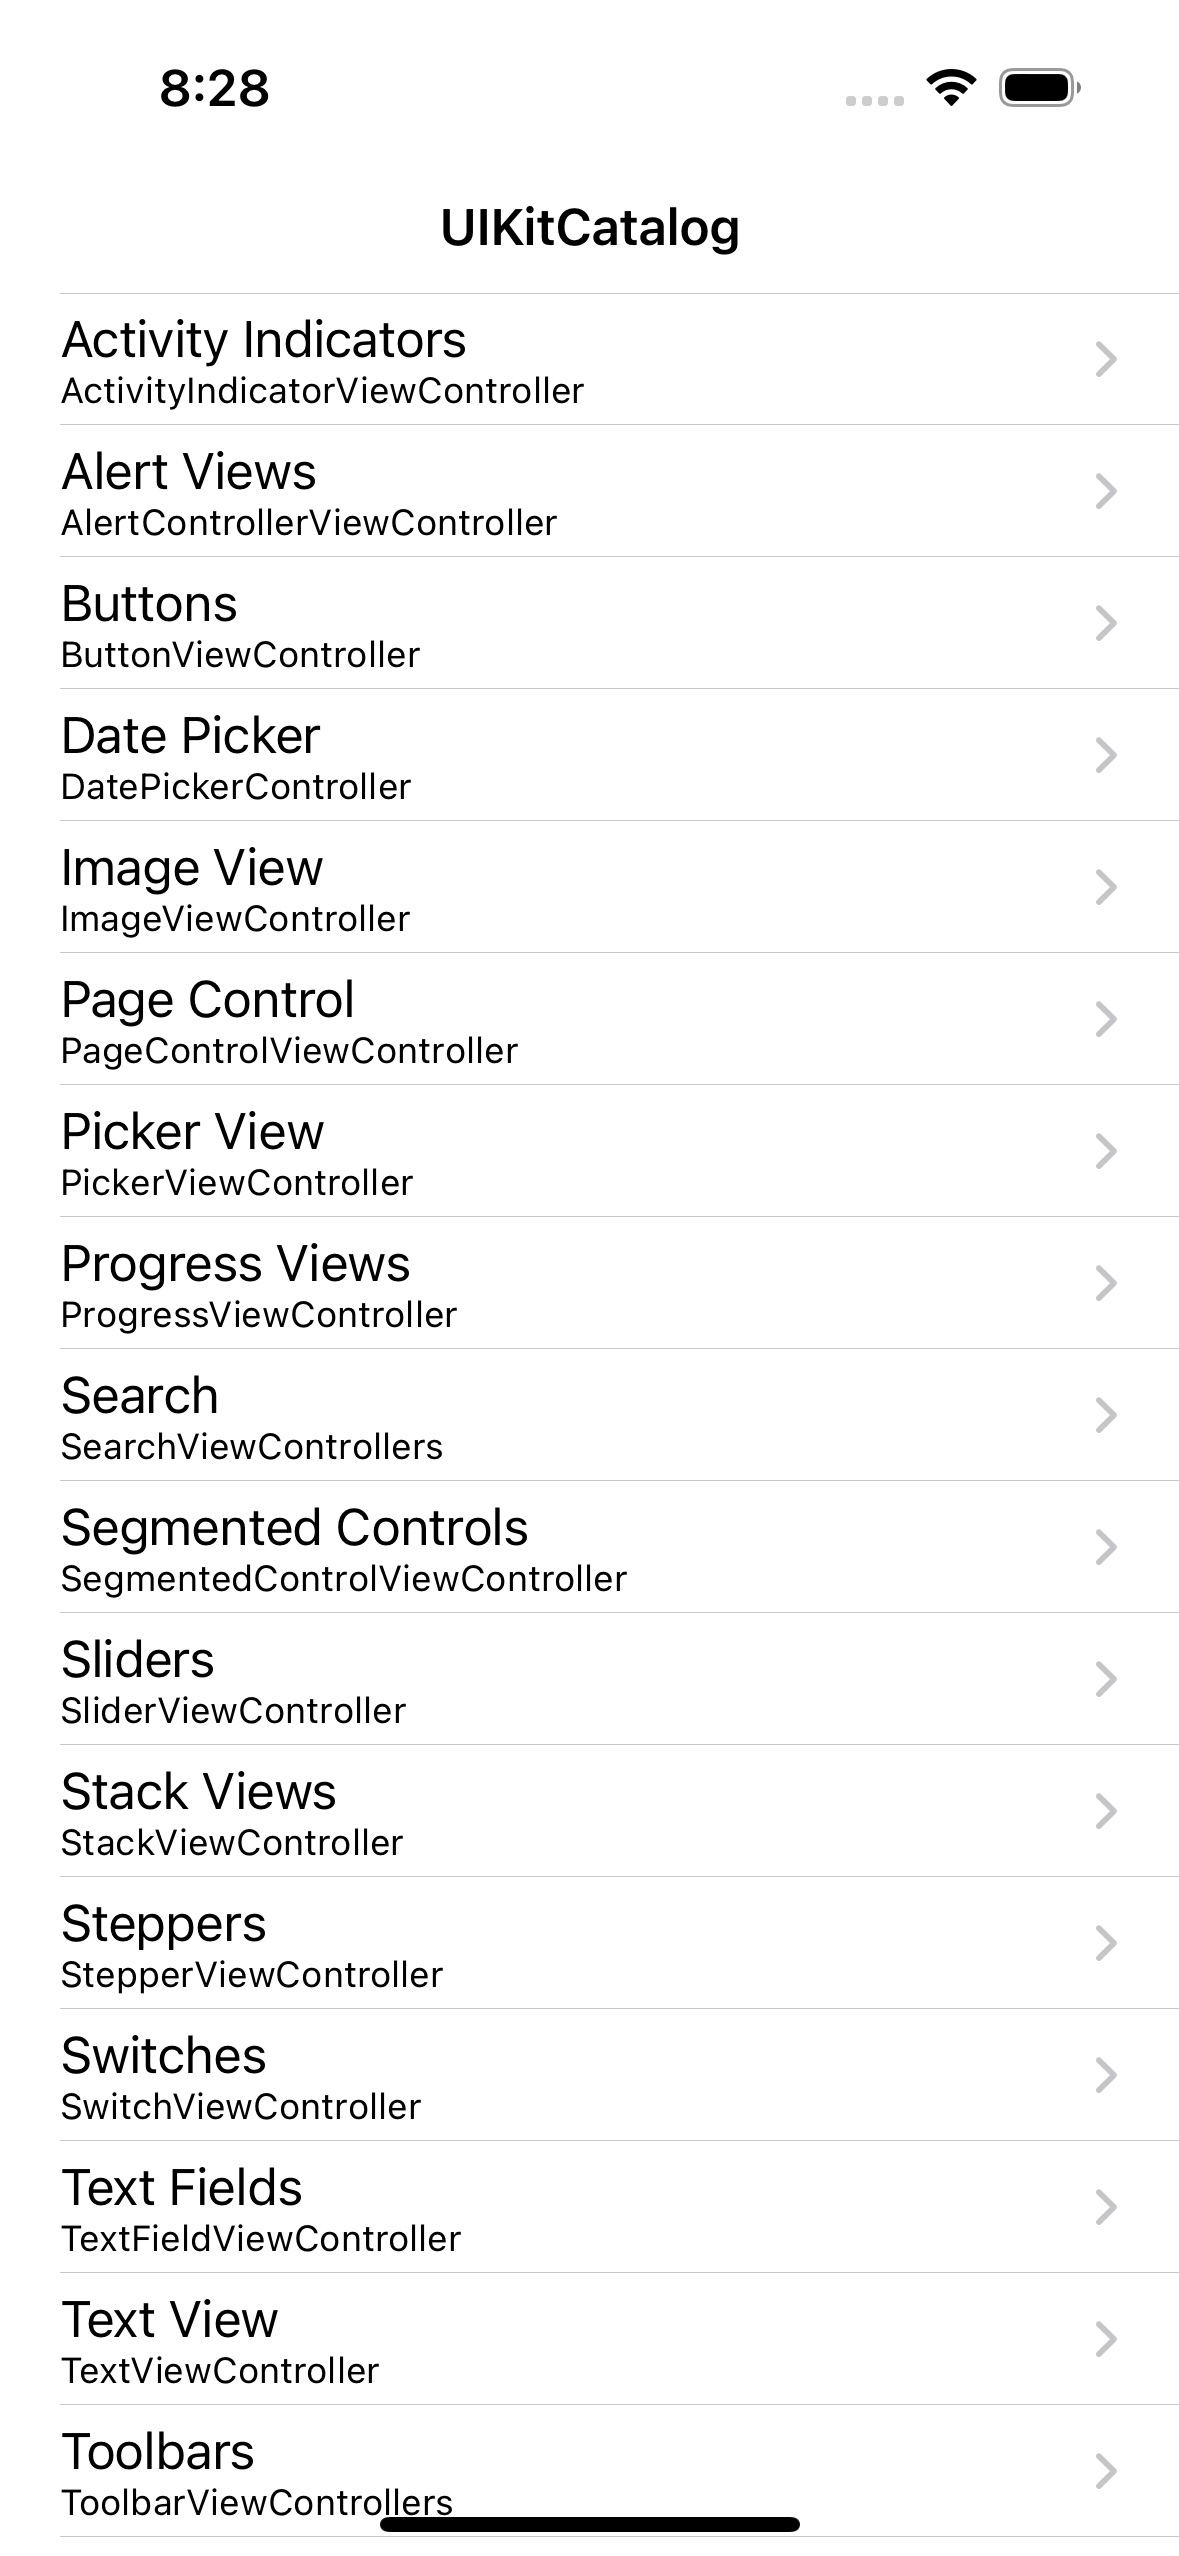 8:28
UIKitCatalog
Activity Indicators
ActivityIndicatorViewController
Alert Views
AlertControllerViewController
Buttons
ButtonViewController
Date Picker
DatePickerController
Image View
ImageViewController
Page Control
PageControlViewController
Picker View
PickerViewController
Progress Views
ProgressViewController
Search
SearchViewControllers
Segmented Controls
SegmentedControlViewController
Sliders
SliderViewController
Stack Views
StackViewController
Steppers
StepperViewController
Switches
SwitchViewController
Text Fields
TextFieldViewController
Text View
TextViewController
Toolbars
ToolbarViewControllers